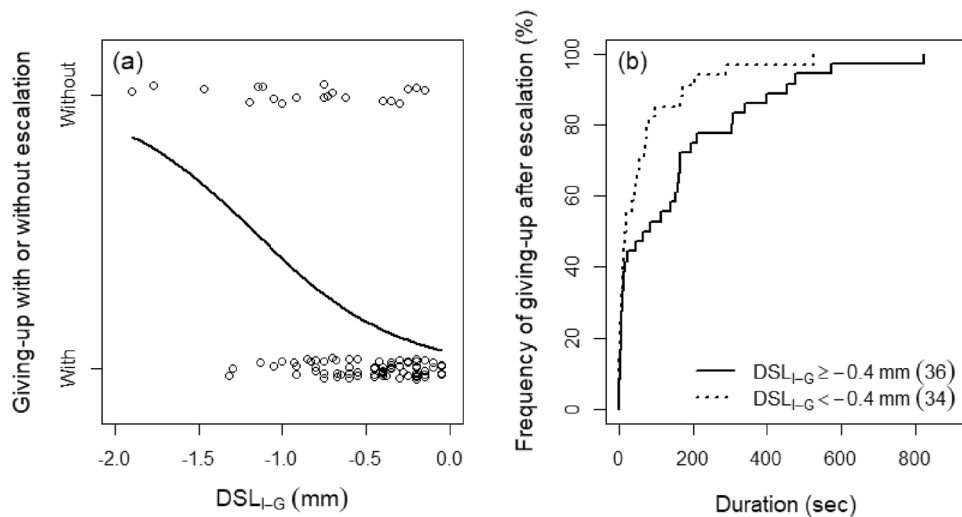 (a)
Giving-up with or without escalation
Without
With
-2.0 -1.5 -1.0 -0.5 0.0
DSLI–G (mm)
(b)
Frequency of giving-up after escalation (%)
100
80
60
40
20
0
DSLI–G ≥ −0.4 mm (36)
DSLI–G < −0.4 mm (34)
0 200 400 600 800
Duration (sec)